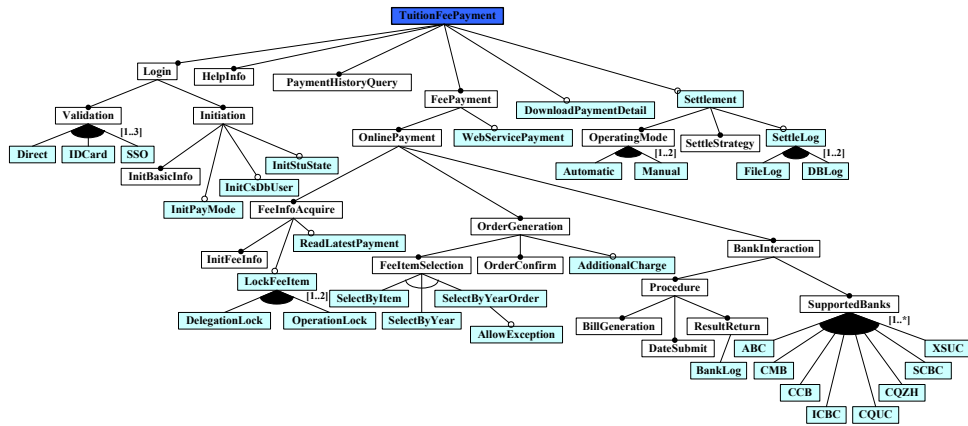 TuitionFeePayment
Login
HelpInfo
PaymentHistoryQuery
FeePayment
DownloadPaymentDetail
Settlement
Validation
Initiation
OnlinePayment
WebServicePayment
OperatingMode
SettleStrategy
SettleLog
[1..3]
Direct
IDCard
SSO
InitBasicInfo
InitPayMode
InitCsDbUser
InitStuState
[1..2]
Automatic
Manual
[1..2]
FileLog
DBLog
FeeInfoAcquire
OrderGeneration
BankInteraction
InitFeeInfo
LockFeeItem
ReadLatestPayment
FeeItemSelection
OrderConfirm
AdditionalCharge
Procedure
SupportedBanks
[1..2]
DelegationLock
OperationLock
SelectByItem
SelectByYear
SelectByYearOrder
AllowException
BillGeneration
DateSubmit
ResultReturn
BankLog
[1..*]
ABC
CMB
CCB
ICBC
CQUC
CQZH
SCBC
XSUC